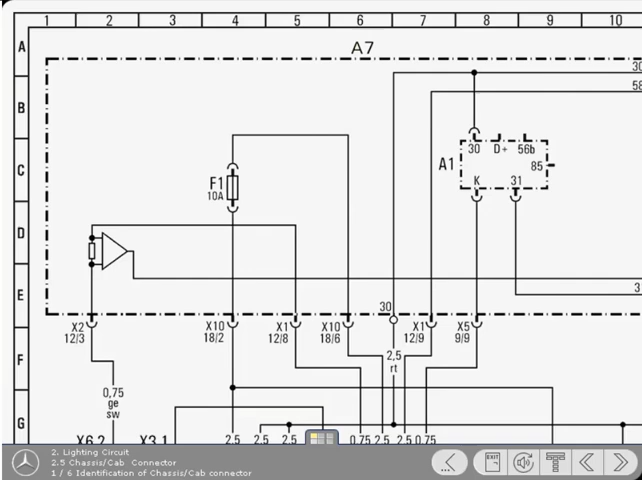 1 2 3 4 5 6 7 8 9 10
A
B
C
D
E
F
G
A7
30
58
F1
10A
A1
30 D+ 56b
85
K 31
3
30
X2
12/3
X10
18/2
X1
12/8
X10
18/6
X1
12/9
X5
9/9
2,5
rt
0,75
ge
sw
X6.2 X3.1
2.5 2.5 2.5 0.75 2.5 2.5 0.75
EXIT
2. Lighting Circuit
2.5 Chassis/Cab Connector
1 / 6 Identification of Chassis/Cab connector